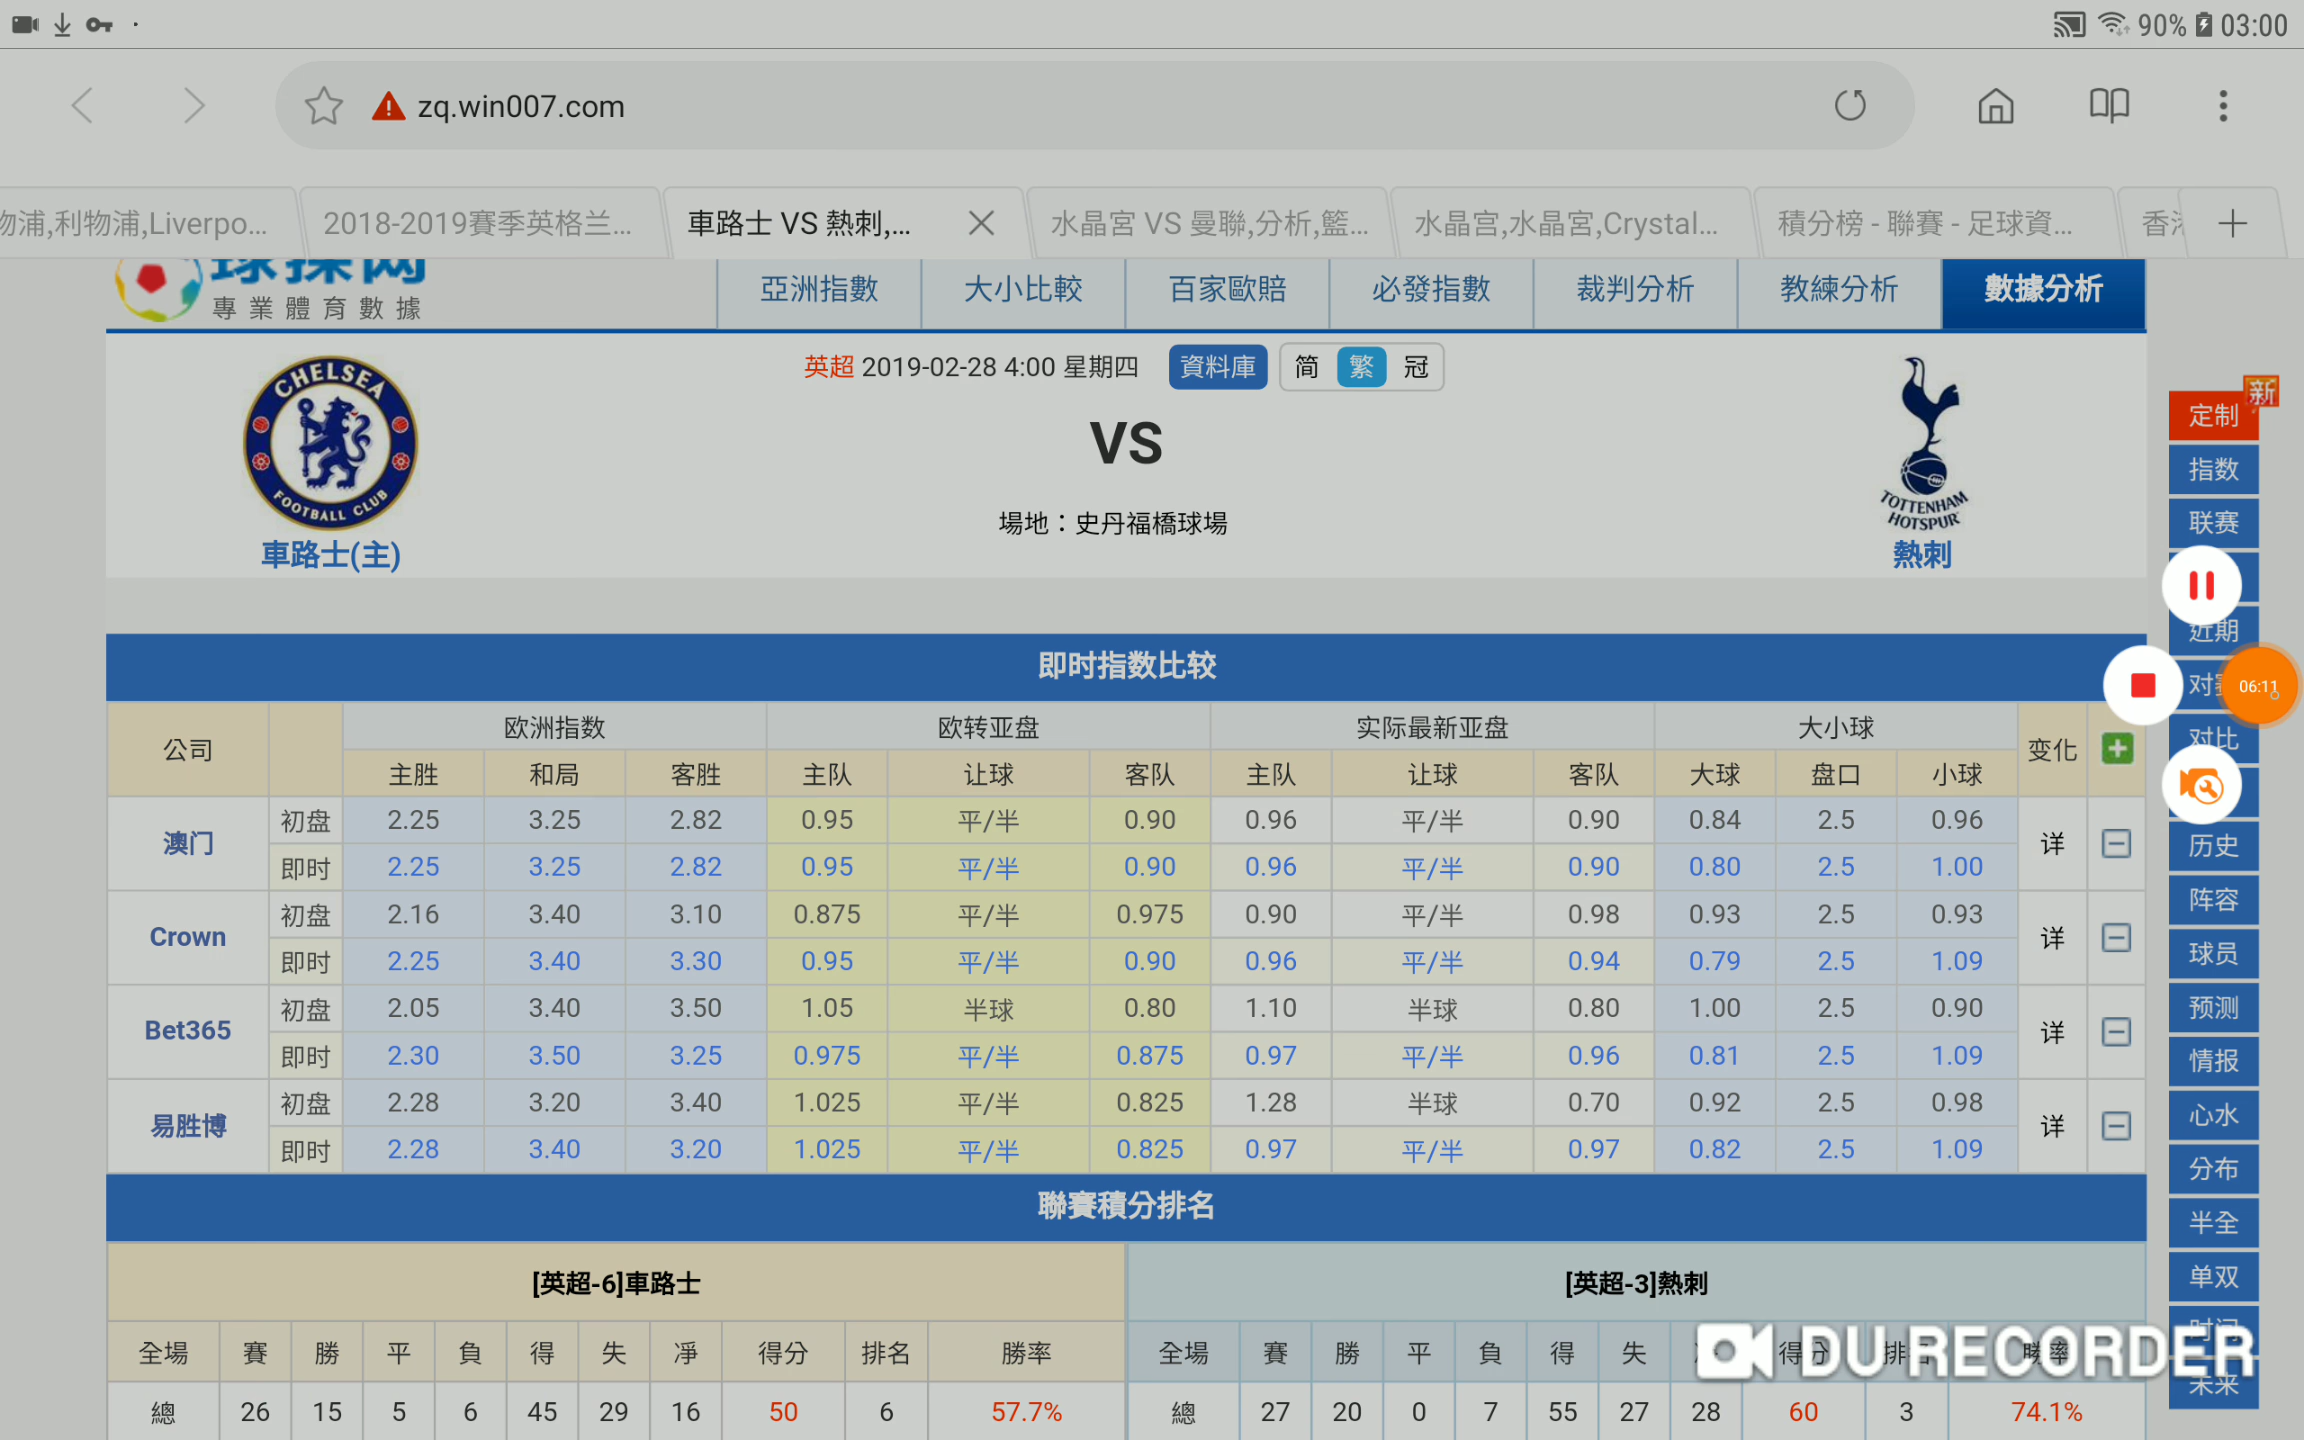 90% 03:00
zq.win007.com
物浦,利物浦,Liverpo...
2018-2019賽季英格兰...
車路士 VS 熱刺,...
水晶宮 VS 曼聯,分析,籃...
水晶宫,水晶宮,Crystal...
積分榜 - 聯賽 - 足球資...
香
球探网
專業體育數據
亞洲指數 大小比較 百家歐賠 必發指數 裁判分析 教練分析 數據分析
英超 2019-02-28 4:00 星期四 資料庫 简 繁 冠
CHELSEA
FOOTBALL CLUB
VS
TOTTENHAM
HOTSPUR
場地：史丹福橋球場
車路士(主) 熱刺
即时指数比较
公司 欧洲指数 欧转亚盘 实际最新亚盘 大小球 变化
主胜 和局 客胜 主队 让球 客队 主队 让球 客队 大球 盘口 小球
澳门 初盘 2.25 3.25 2.82 0.95 平/半 0.90 0.96 平/半 0.90 0.84 2.5 0.96 详
即时 2.25 3.25 2.82 0.95 平/半 0.90 0.96 平/半 0.90 0.80 2.5 1.00
Crown 初盘 2.16 3.40 3.10 0.875 平/半 0.975 0.90 平/半 0.98 0.93 2.5 0.93 详
即时 2.25 3.40 3.30 0.95 平/半 0.90 0.96 平/半 0.94 0.79 2.5 1.09
Bet365 初盘 2.05 3.40 3.50 1.05 半球 0.80 1.10 半球 0.80 1.00 2.5 0.90 详
即时 2.30 3.50 3.25 0.975 平/半 0.875 0.97 平/半 0.96 0.81 2.5 1.09
易胜博 初盘 2.28 3.20 3.40 1.025 平/半 0.825 1.28 半球 0.70 0.92 2.5 0.98 详
即时 2.28 3.40 3.20 1.025 平/半 0.825 0.97 平/半 0.97 0.82 2.5 1.09
聯賽積分排名
[英超-6]車路士 [英超-3]熱刺
全場 賽 勝 平 負 得 失 淨 得分 排名 勝率 全場 賽 勝 平 負 得 失 得分 勝率
總 26 15 5 6 45 29 16 50 6 57.7% 總 27 20 0 7 55 27 28 60 3 74.1%
新
定制
指数
联赛
近期
对赛
06:11
对比
历史
阵容
球员
预测
情报
心水
分布
半全
单双
时间
未来
DU RECORDER